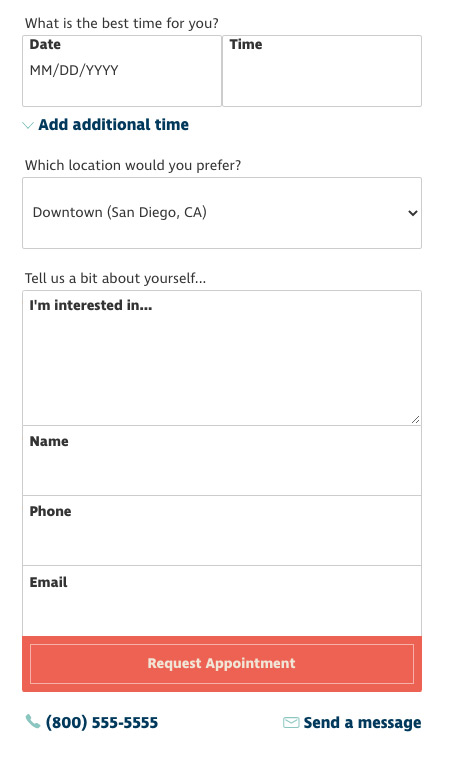 What is the best time for you?
Date Time
MM/DD/YYYY
Add additional time
Which location would you prefer?
Downtown (San Diego, CA)
Tell us a bit about yourself...
I'm interested in...
Name
Phone
Email
Request Appointment
(800) 555-5555 Send a message